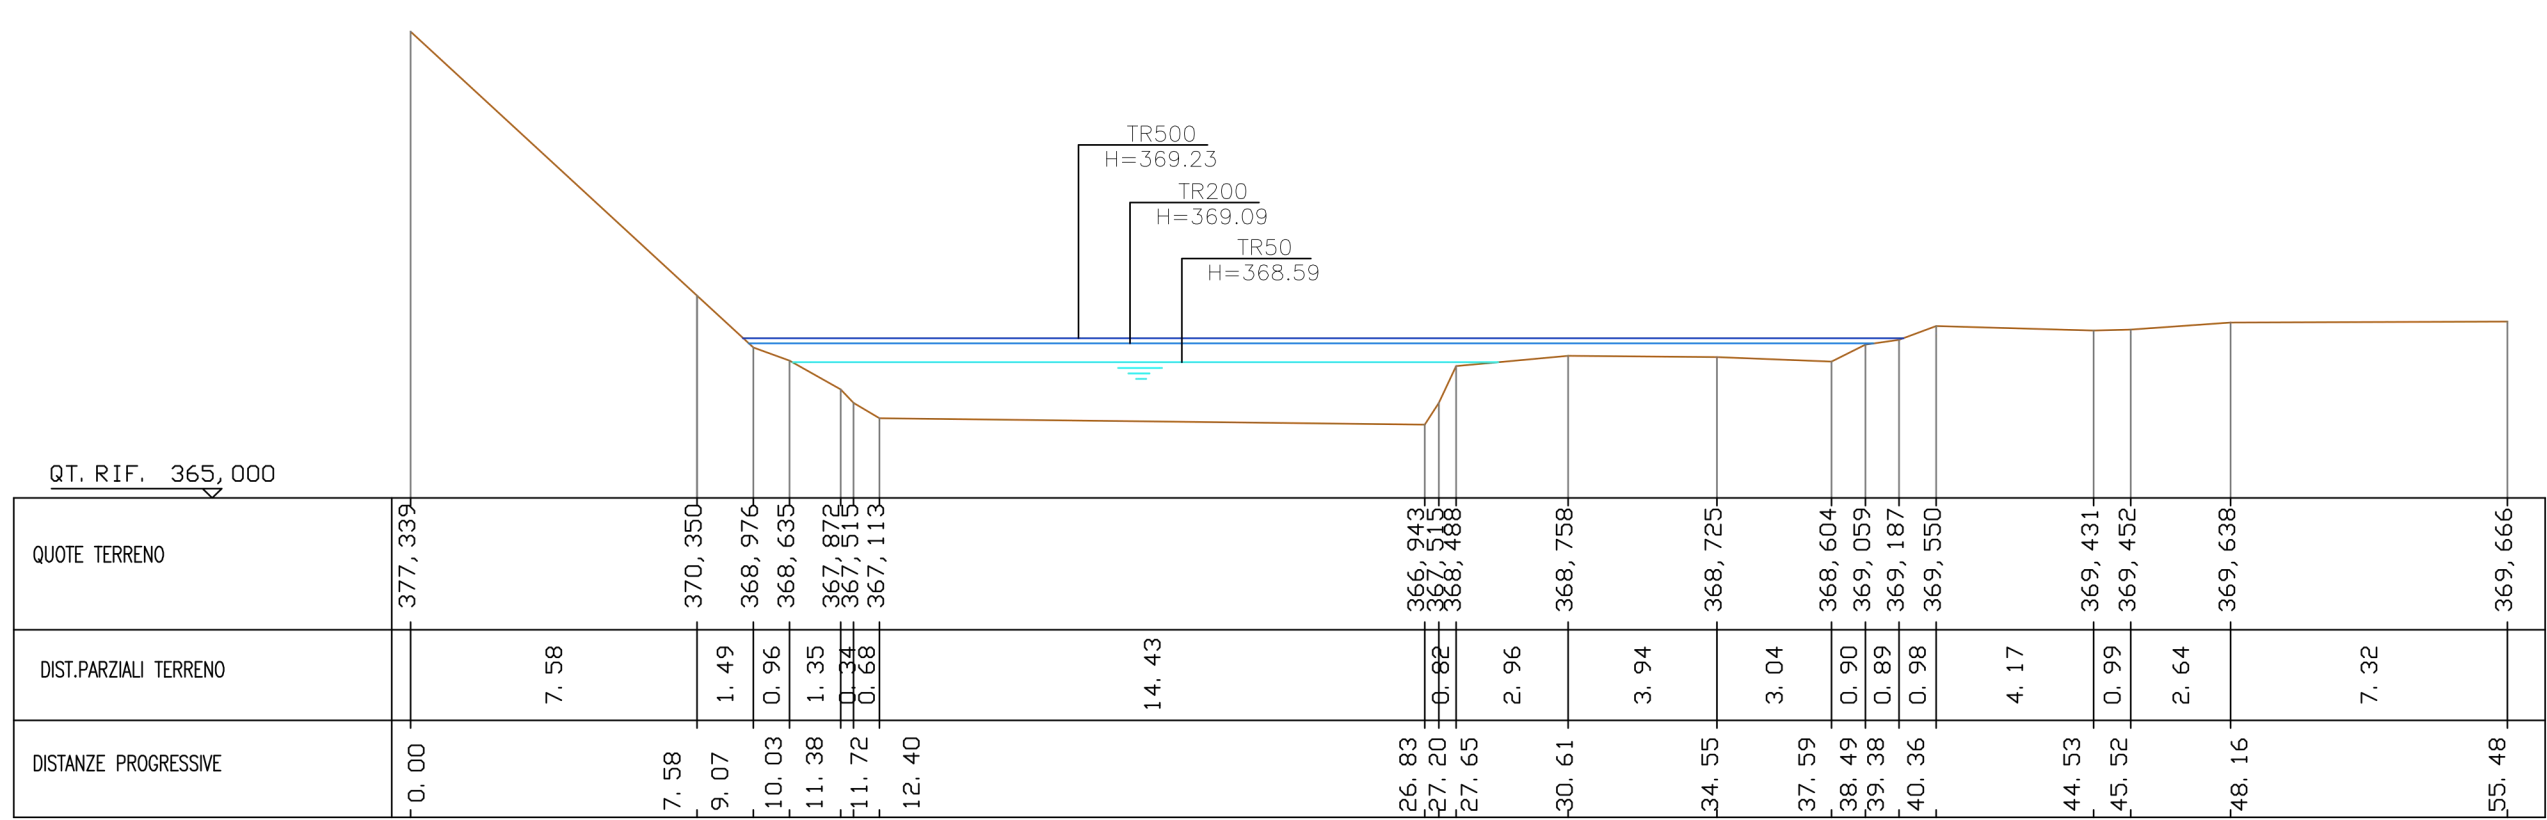 TR500
H=369.23
TR200
H=369.09
TR50
H=368.59
QT. RIF. 365,000
QUOTE TERRENO 377,339 370,350 368,976 368,635 367,872 367,515 367,113 366,943 367,515 368,488 368,758 368,725 368,604 369,059 369,187 369,550 369,431 369,452 369,638 369,666
DIST.PARZIALI TERRENO 7.58 1.49 0.96 1.35 0.34 0.68 14.43 0.82 2.96 3.94 3.04 0.90 0.89 0.98 4.17 0.99 2.64 7.32
DISTANZE PROGRESSIVE 0.00 7.58 9.07 10.03 11.38 11.72 12.40 26.83 27.20 27.65 30.61 34.55 37.59 38.49 39.38 40.36 44.53 45.52 48.16 55.48